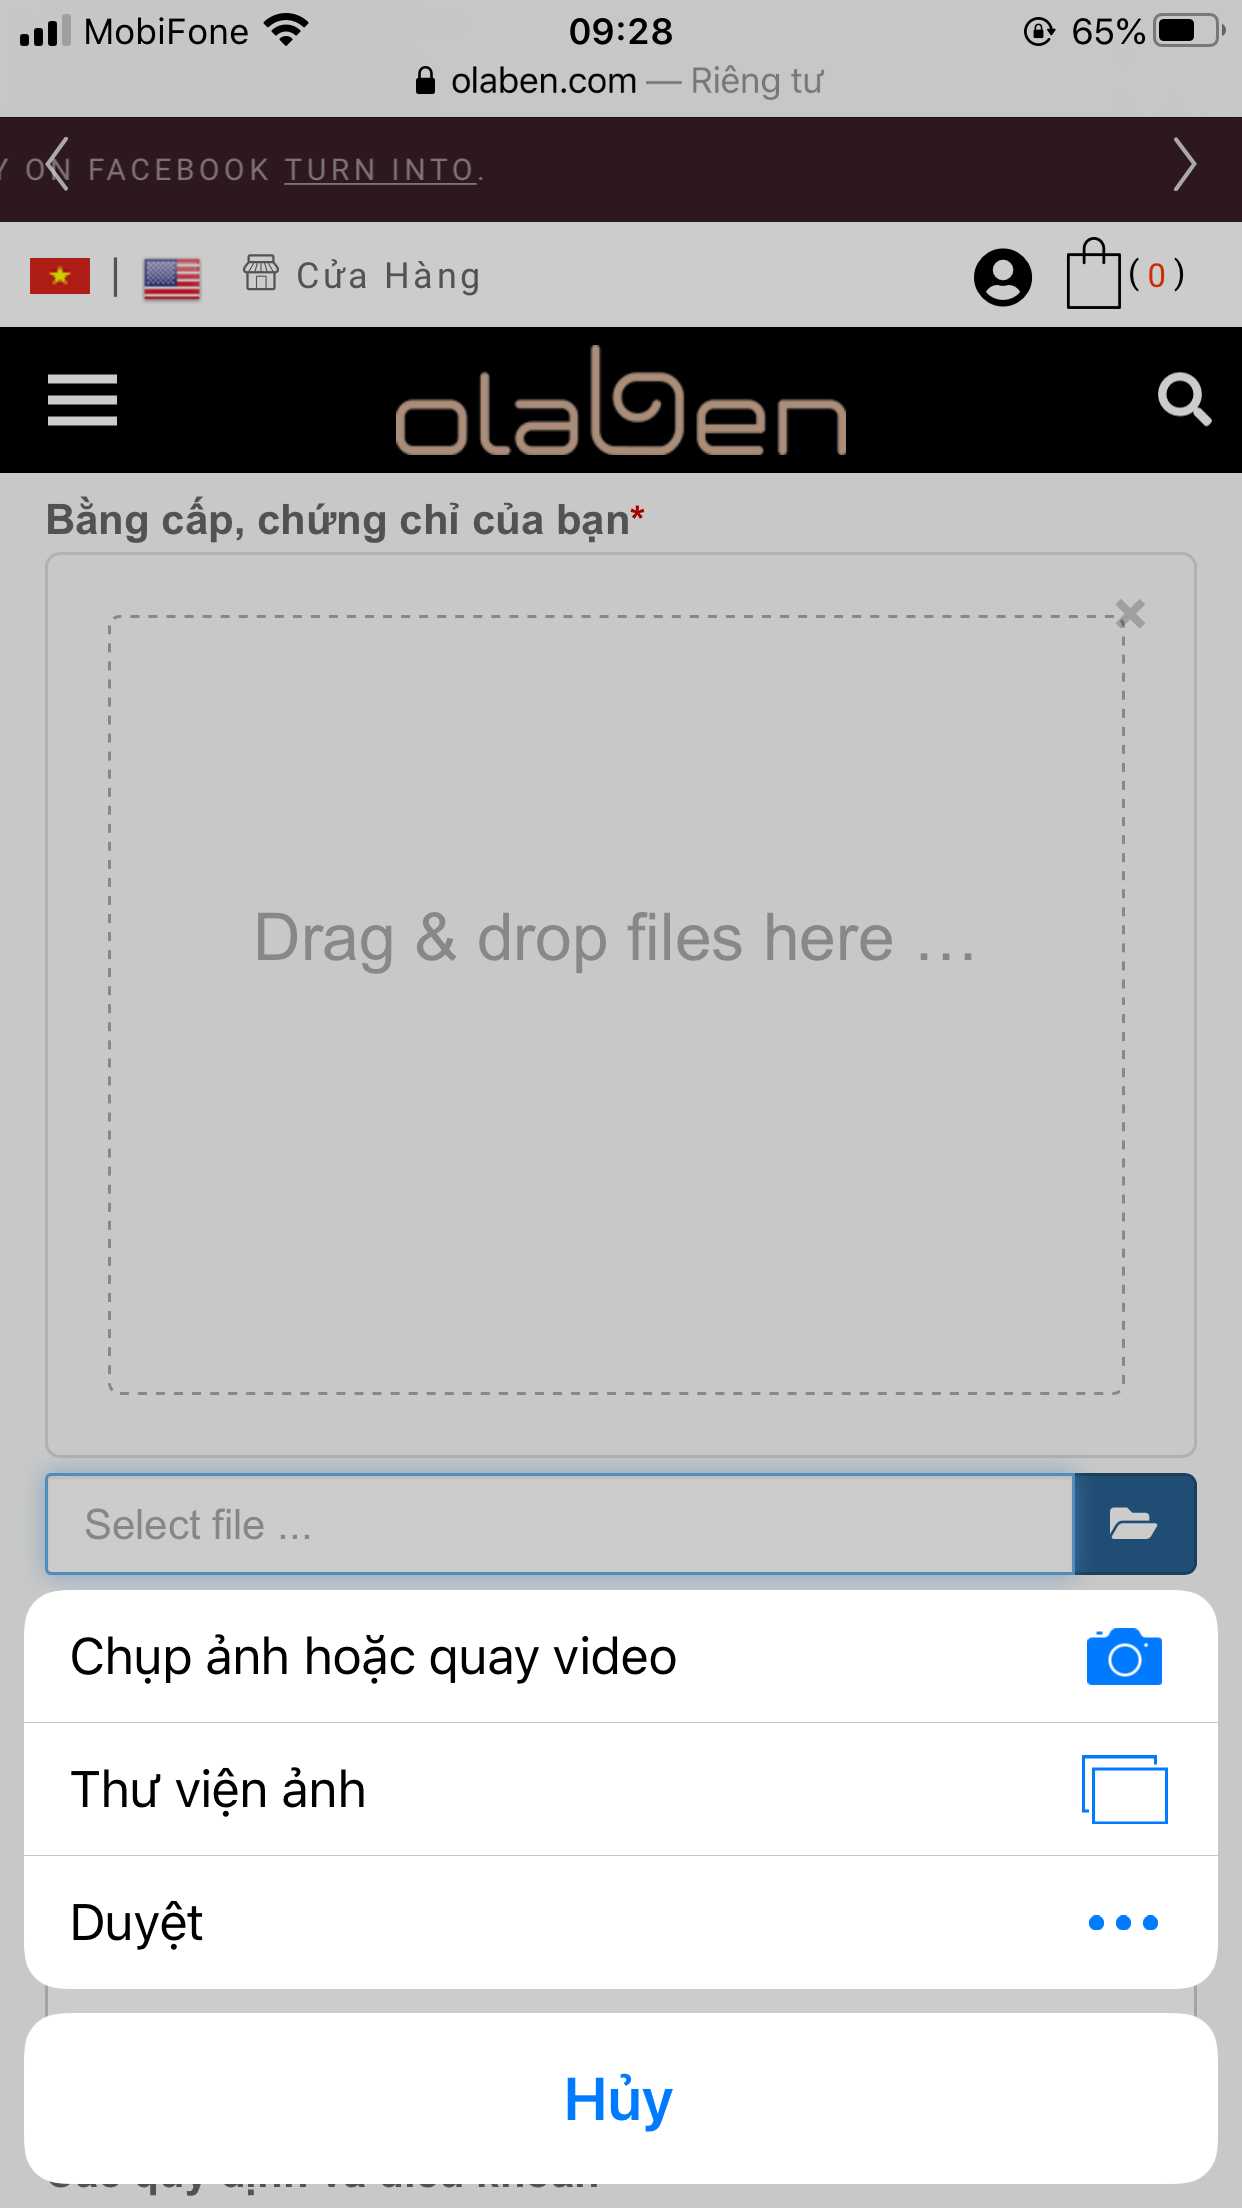 MobiFone
09:28
65%
olaben.com — Riêng tư
Y ON FACEBOOK TURN INTO.
| Cửa Hàng
(0)
olaben
Bằng cấp, chứng chỉ của bạn*
Drag & drop files here …
Select file ...
Chụp ảnh hoặc quay video
Thư viện ảnh
Duyệt
Hủy